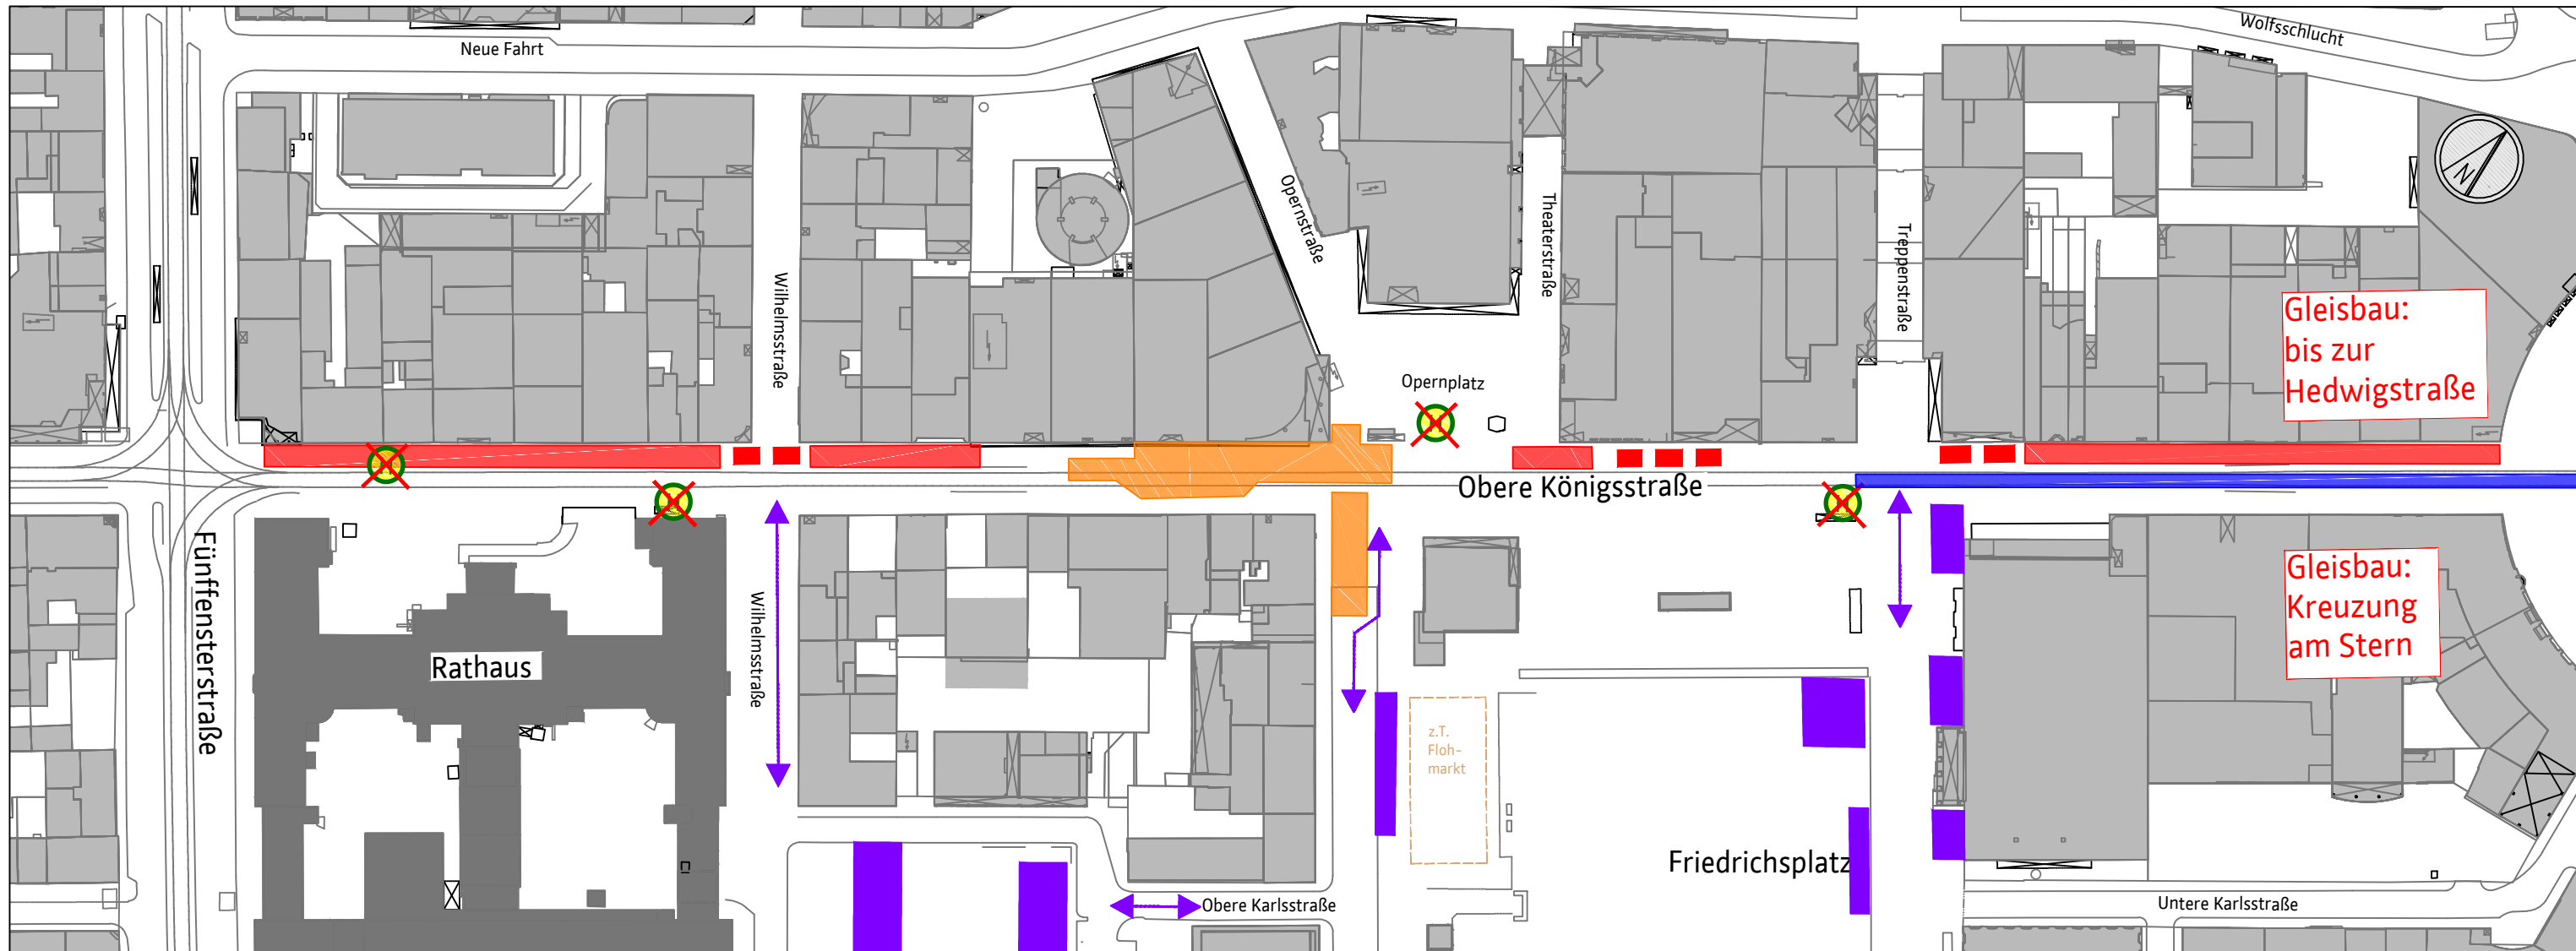 Neue Fahrt
Wolfsschlucht
N
Opernstraße
Theaterstraße
Treppenstraße
Wilhelmsstraße
Gleisbau:
bis zur
Hedwigstraße
Opernplatz
Obere Königsstraße
Fünffensterstraße
Rathaus
Wilhelmsstraße
Gleisbau:
Kreuzung
am Stern
z.T.
Floh-
markt
Friedrichsplatz
Obere Karlsstraße
Untere Karlsstraße